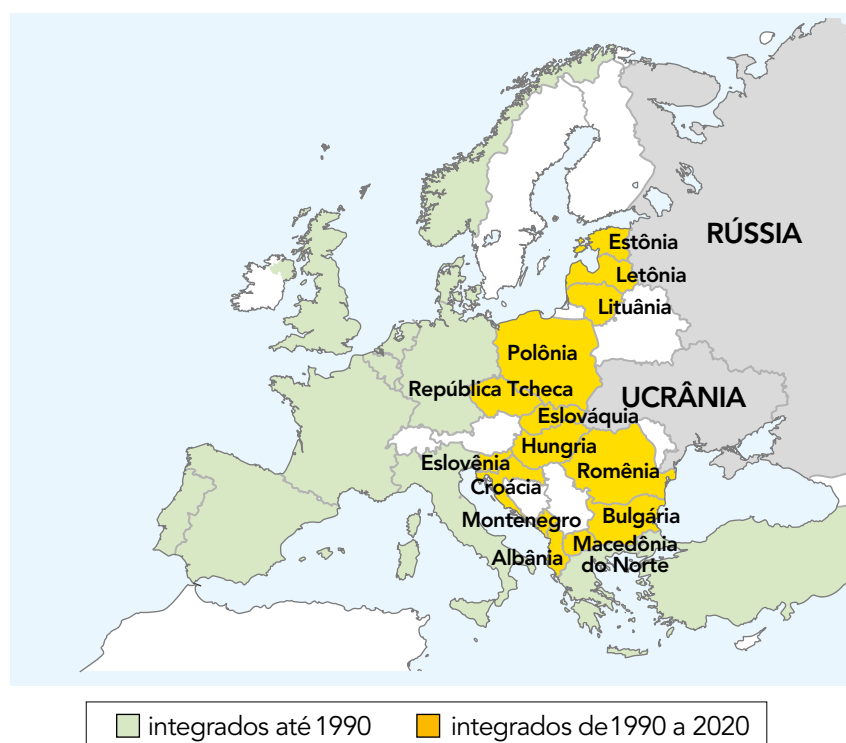 RÚSSIA
Estônia
Letônia
Lituânia
Polônia
República Tcheca
UCRÂNIA
Eslováquia
Hungria
Eslovênia
Romênia
Croácia
Montenegro
Bulgária
Albânia
Macedônia
do Norte
integrados até 1990
integrados de 1990 a 2020